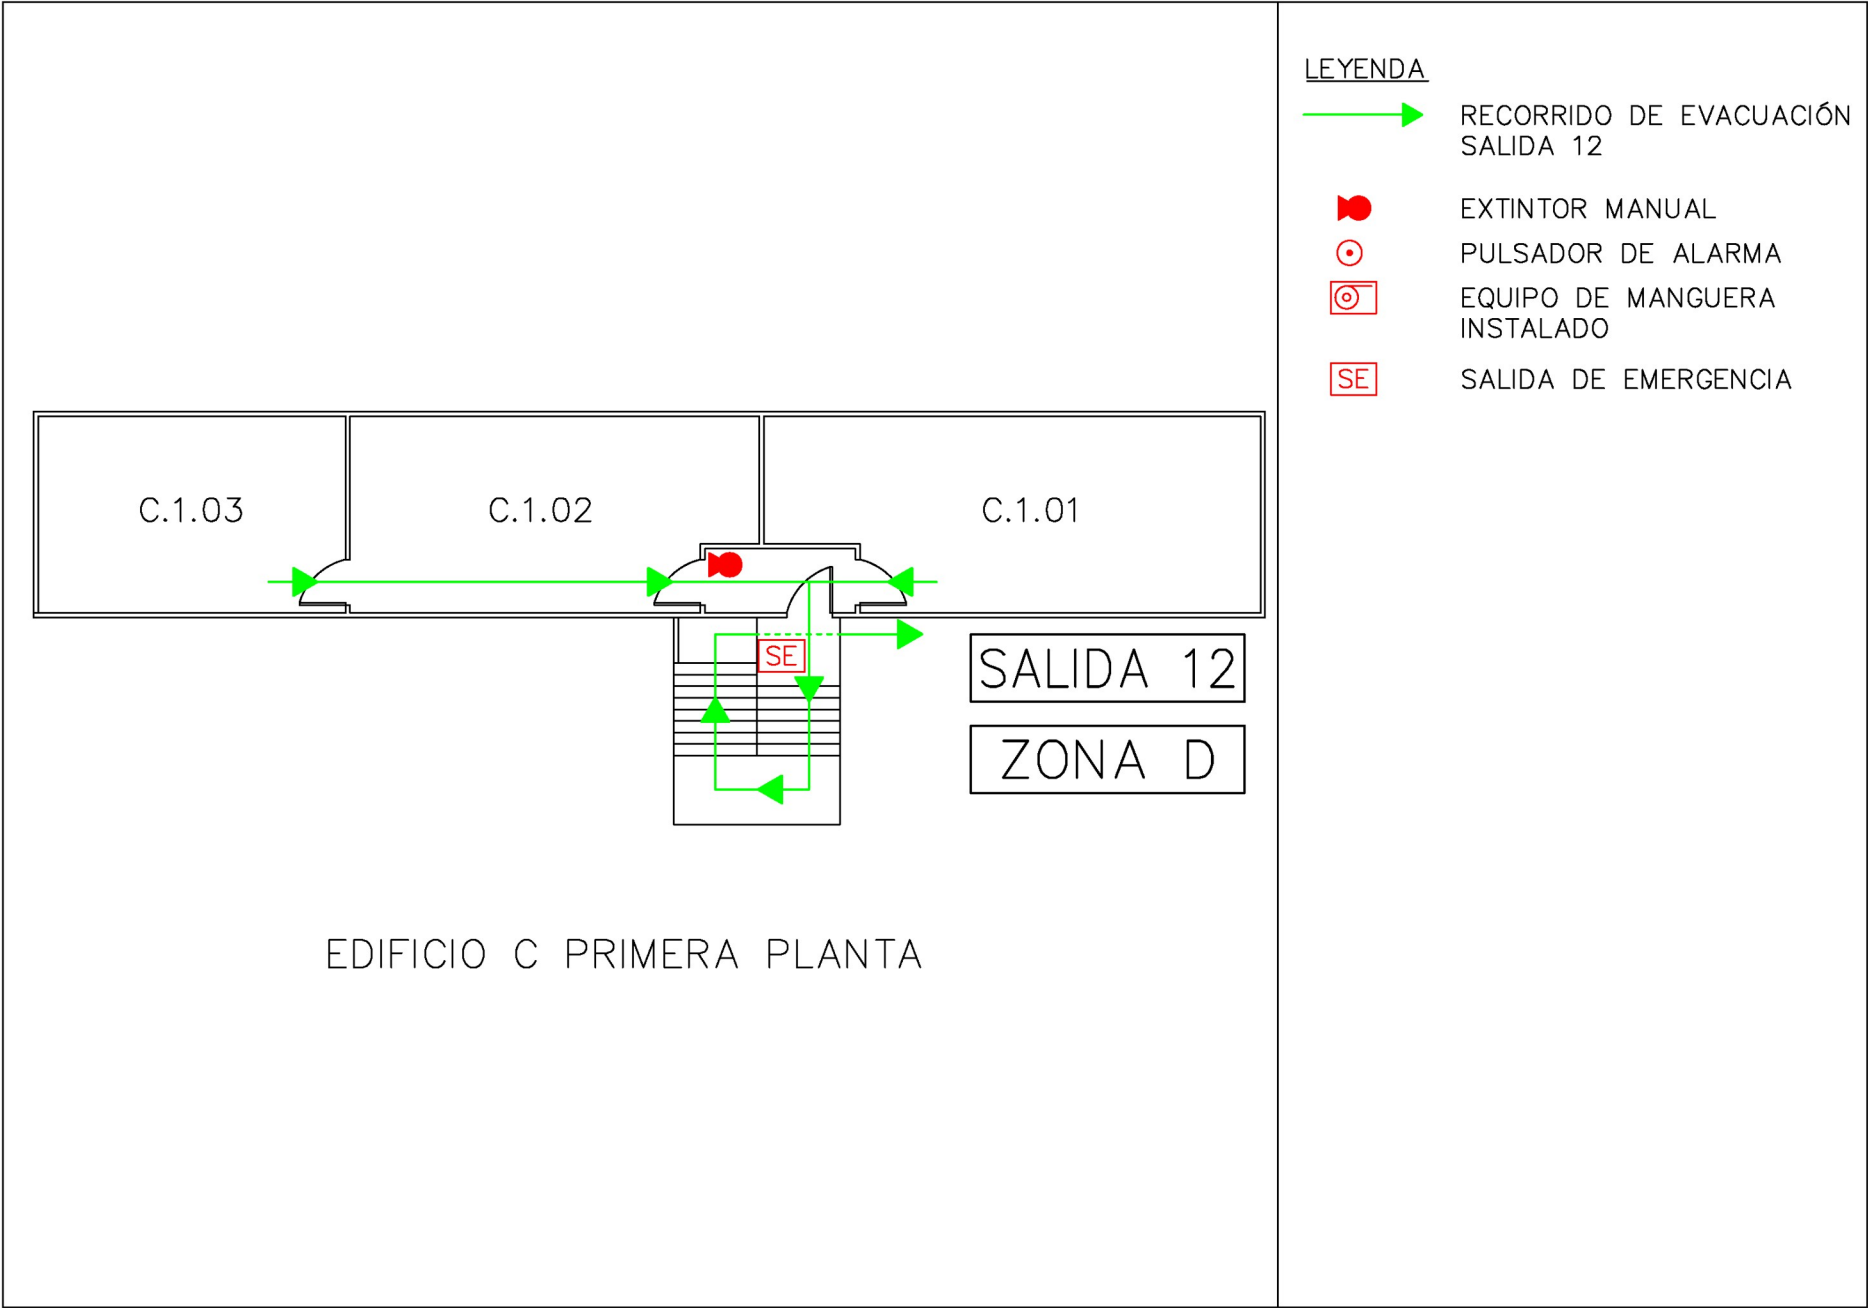 LEYENDA
RECORRIDO DE EVACUACIÓN
SALIDA 12
EXTINTOR MANUAL
PULSADOR DE ALARMA
EQUIPO DE MANGUERA
INSTALADO
SE
SALIDA DE EMERGENCIA
C.1.03
C.1.02
C.1.01
SE
SALIDA 12
ZONA D
EDIFICIO C PRIMERA PLANTA